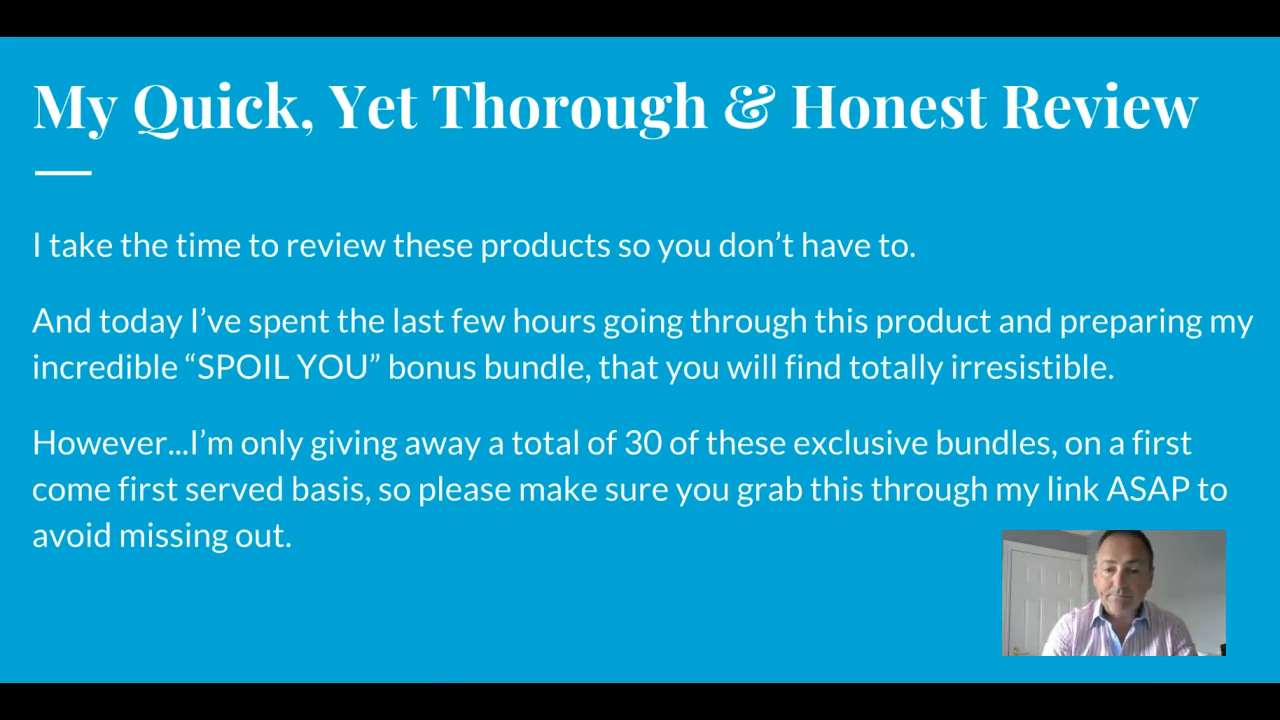 My Quick, Yet Thorough & Honest Review
I take the time to review these products so you don’t have to.
And today I’ve spent the last few hours going through this product and preparing my
incredible “SPOIL YOU” bonus bundle, that you will find totally irresistible.
However...I’m only giving away a total of 30 of these exclusive bundles, on a first
come first served basis, so please make sure you grab this through my link ASAP to
avoid missing out.